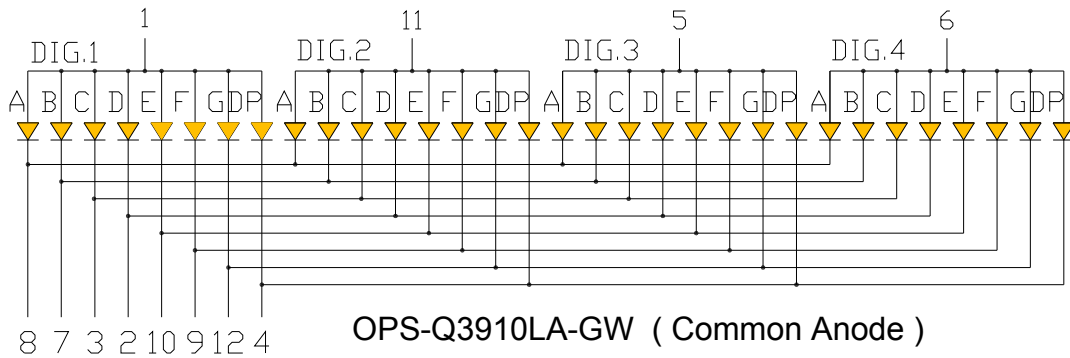 1 11 5 6
DIG.1 DIG.2 DIG.3 DIG.4
A B C D E F G DP A B C D E F G DP A B C D E F G DP A B C D E F G DP
8 7 3 2 10 9 12 4
OPS-Q3910LA-GW ( Common Anode )